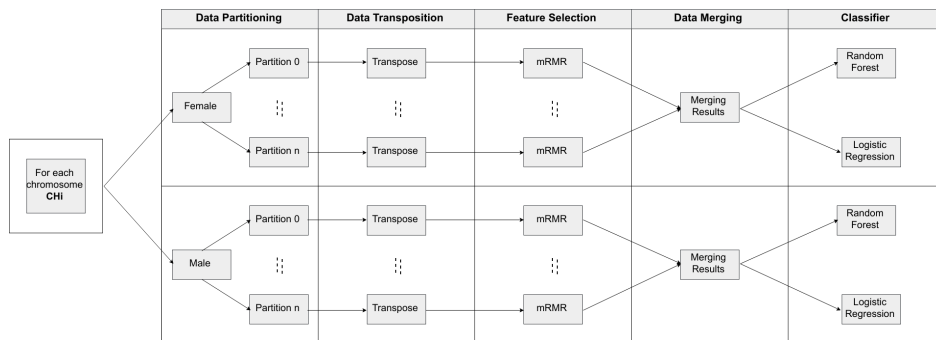 Data Partitioning
Data Transposition
Feature Selection
Data Merging
Classifier
For each
chromosome
CHi
Female
Partition 0
Transpose
mRMR
Partition n
Transpose
mRMR
Merging
Results
Random
Forest
Logistic
Regression
Male
Partition 0
Transpose
mRMR
Partition n
Transpose
mRMR
Merging
Results
Random
Forest
Logistic
Regression